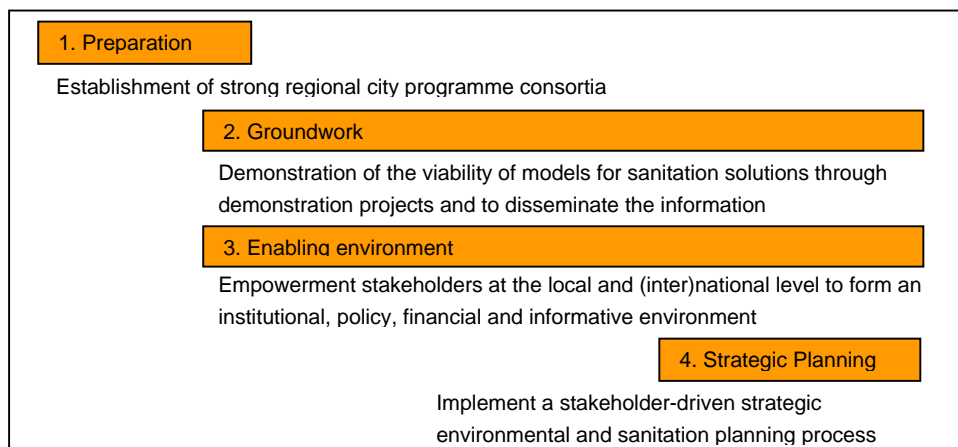 1. Preparation
Establishment of strong regional city programme consortia
2. Groundwork
Demonstration of the viability of models for sanitation solutions through
demonstration projects and to disseminate the information
3. Enabling environment
Empowerment stakeholders at the local and (inter)national level to form an
institutional, policy, financial and informative environment
4. Strategic Planning
Implement a stakeholder-driven strategic
environmental and sanitation planning process